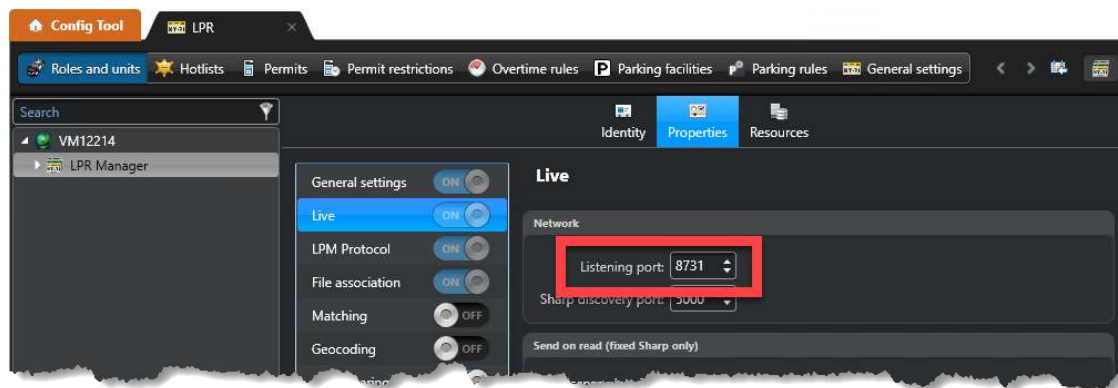 Config Tool
LPR
Roles and units Hotlists Permits Permit restrictions Overtime rules P Parking facilities Parking rules General settings
Search
Identity Properties Resources
VM12214
LPR Manager
General settings ON
Live
Live ON
Network
LPM Protocol ON
Listening port: 8731
File association ON
Sharp discovery port: 5000
Matching OFF
Geocoding OFF
Send on read (fixed Sharp only)